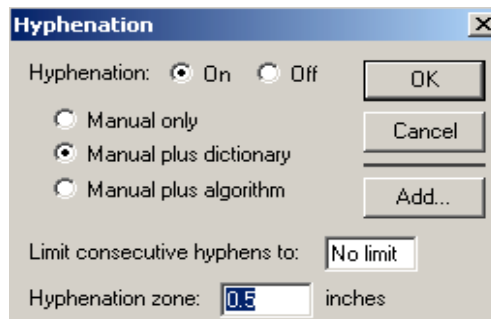 Hyphenation
Hyphenation: On Off OK
Manual only
Cancel
Manual plus dictionary
Manual plus algorithm
Add...
Limit consecutive hyphens to: No limit
Hyphenation zone: 0.5 inches